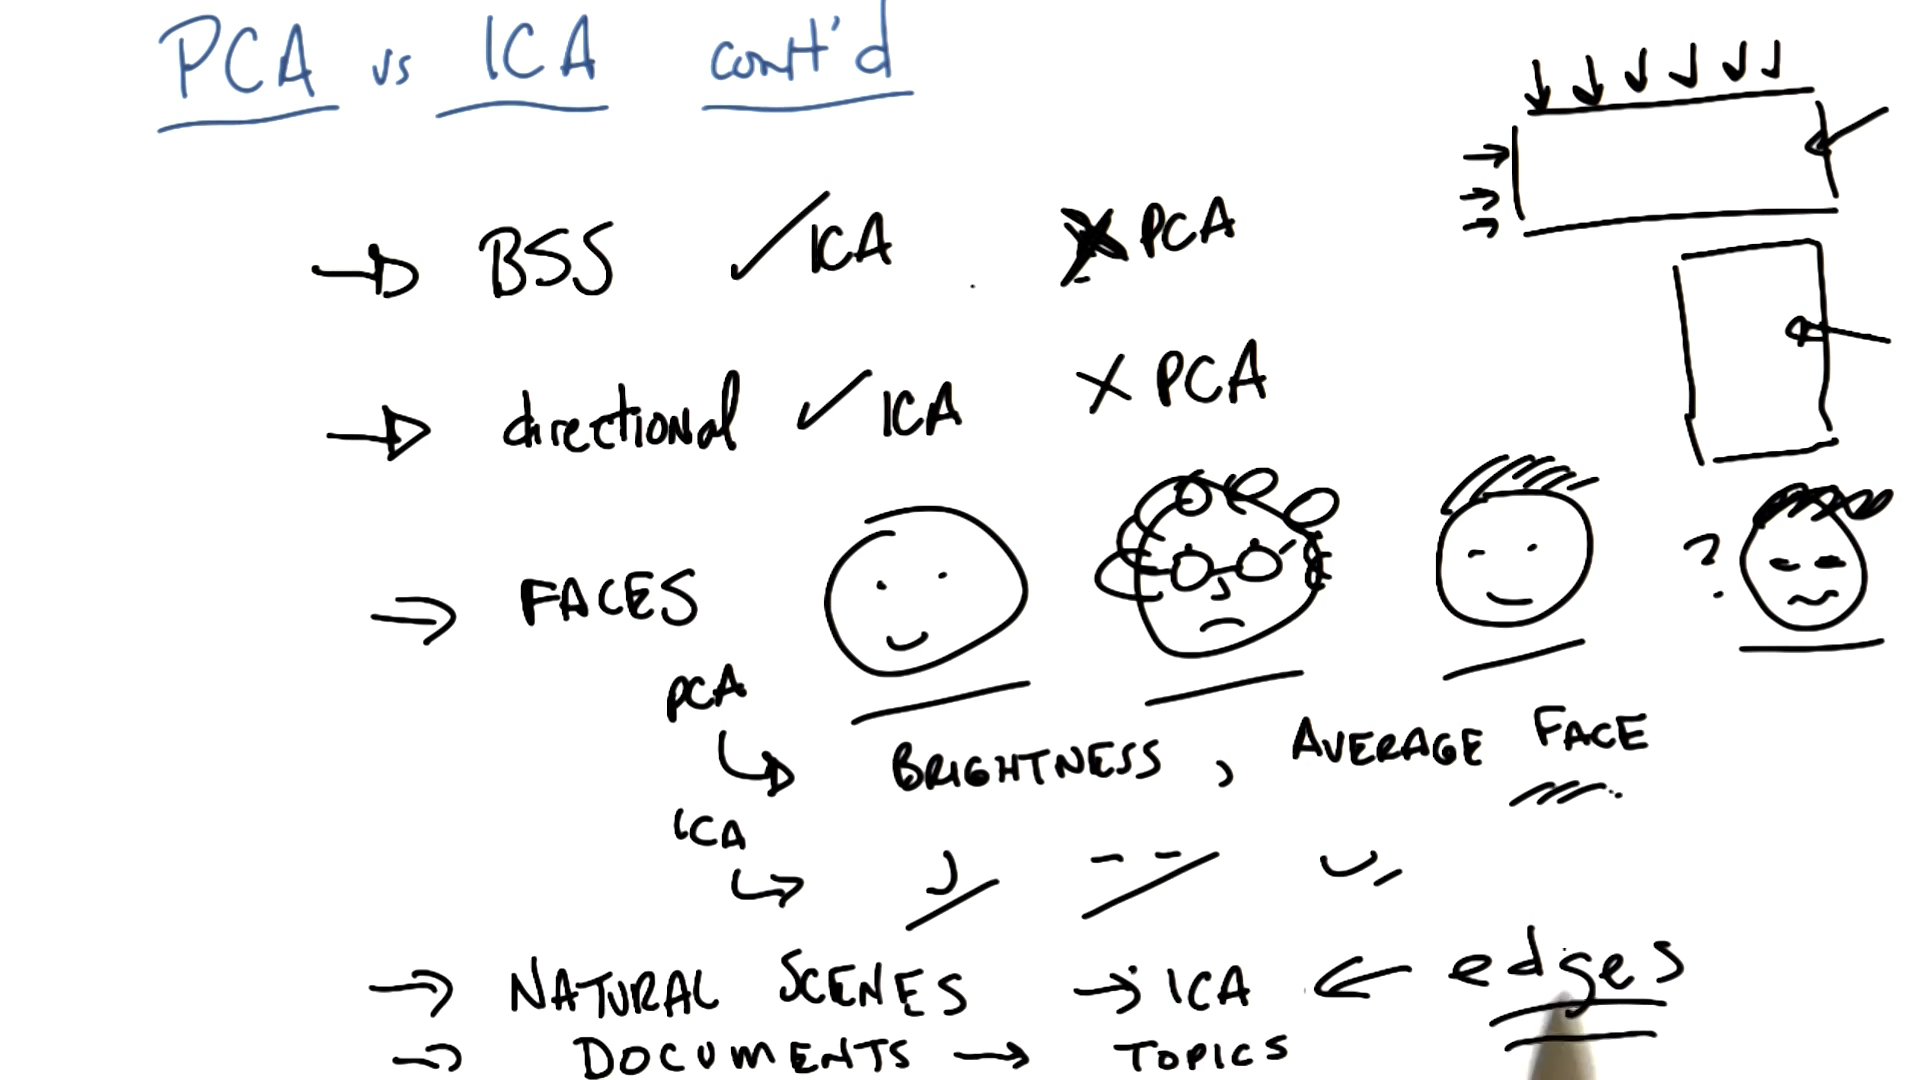 PCA vs ICA cont'd
BSS ✓ ICA ✗ PCA
directional ✓ ICA ✗ PCA
FACES
?
PCA
BRIGHTNESS, AVERAGE FACE
ICA
NATURAL SCENES → ICA ← edges
DOCUMENTS → TOPICS